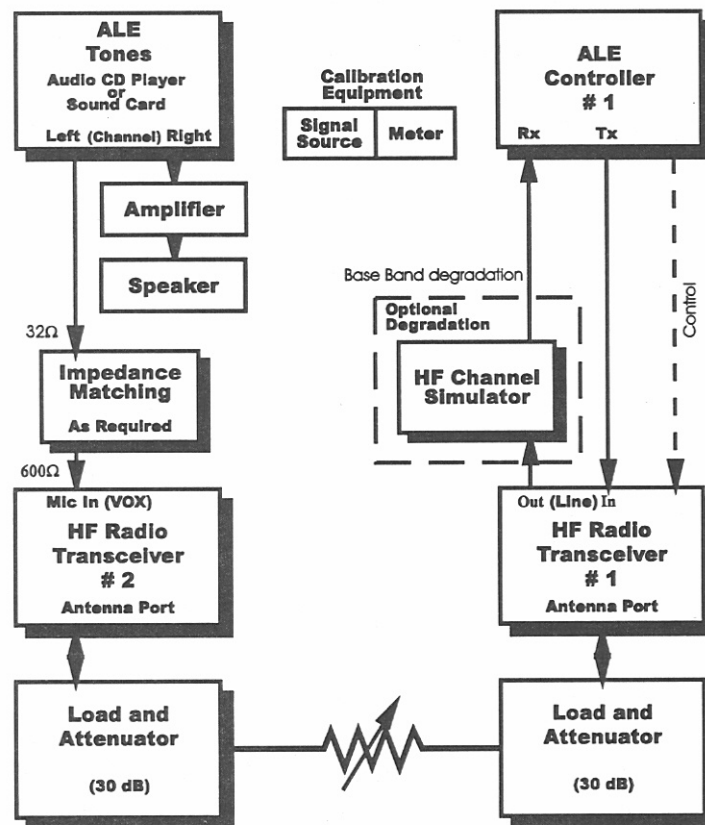 ALE
Tones
Audio CD Player
or
Sound Card
Left (Channel) Right
Amplifier
Speaker
32Ω
Impedance
Matching
As Required
600Ω
Mic In (VOX)
HF Radio
Transceiver
# 2
Antenna Port
Load and
Attenuator
(30 dB)
Calibration
Equipment
Signal
Source
Meter
ALE
Controller
# 1
Rx Tx
Base Band degradation
Control
Optional
Degradation
HF Channel
Simulator
Out (Line) In
HF Radio
Transceiver
# 1
Antenna Port
Load and
Attenuator
(30 dB)